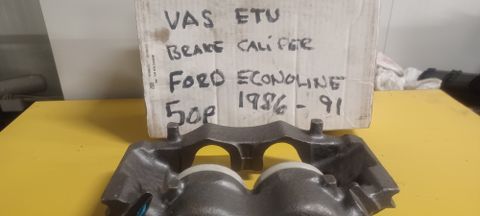 VAS ETU
BRAKE CALIPER
FORD ECONOLINE
50P 1986-91